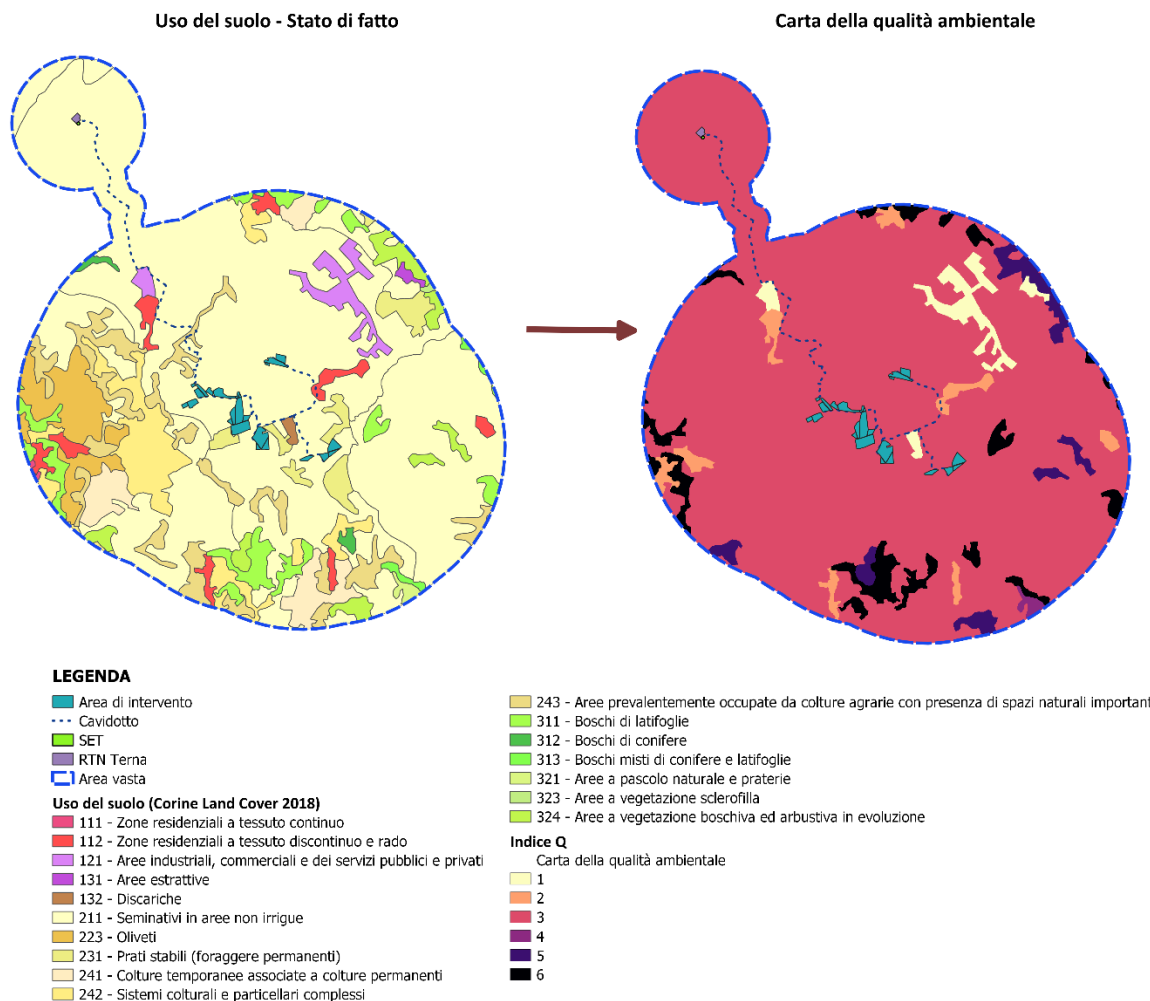 Uso del suolo - Stato di fatto
Carta della qualità ambientale
LEGENDA
Area di intervento
Cavidotto
SET
RTN Terna
Area vasta
Uso del suolo (Corine Land Cover 2018)
111 - Zone residenziali a tessuto continuo
112 - Zone residenziali a tessuto discontinuo e rado
121 - Aree industriali, commerciali e dei servizi pubblici e privati
131 - Aree estrattive
132 - Discariche
211 - Seminativi in aree non irrigue
223 - Oliveti
231 - Prati stabili (foraggere permanenti)
241 - Colture temporanee associate a colture permanenti
242 - Sistemi colturali e particellari complessi
243 - Aree prevalentemente occupate da colture agrarie con presenza di spazi naturali important
311 - Boschi di latifoglie
312 - Boschi di conifere
313 - Boschi misti di conifere e latifoglie
321 - Aree a pascolo naturale e praterie
323 - Aree a vegetazione sclerofilla
324 - Aree a vegetazione boschiva ed arbustiva in evoluzione
Indice Q
Carta della qualità ambientale
1
2
3
4
5
6